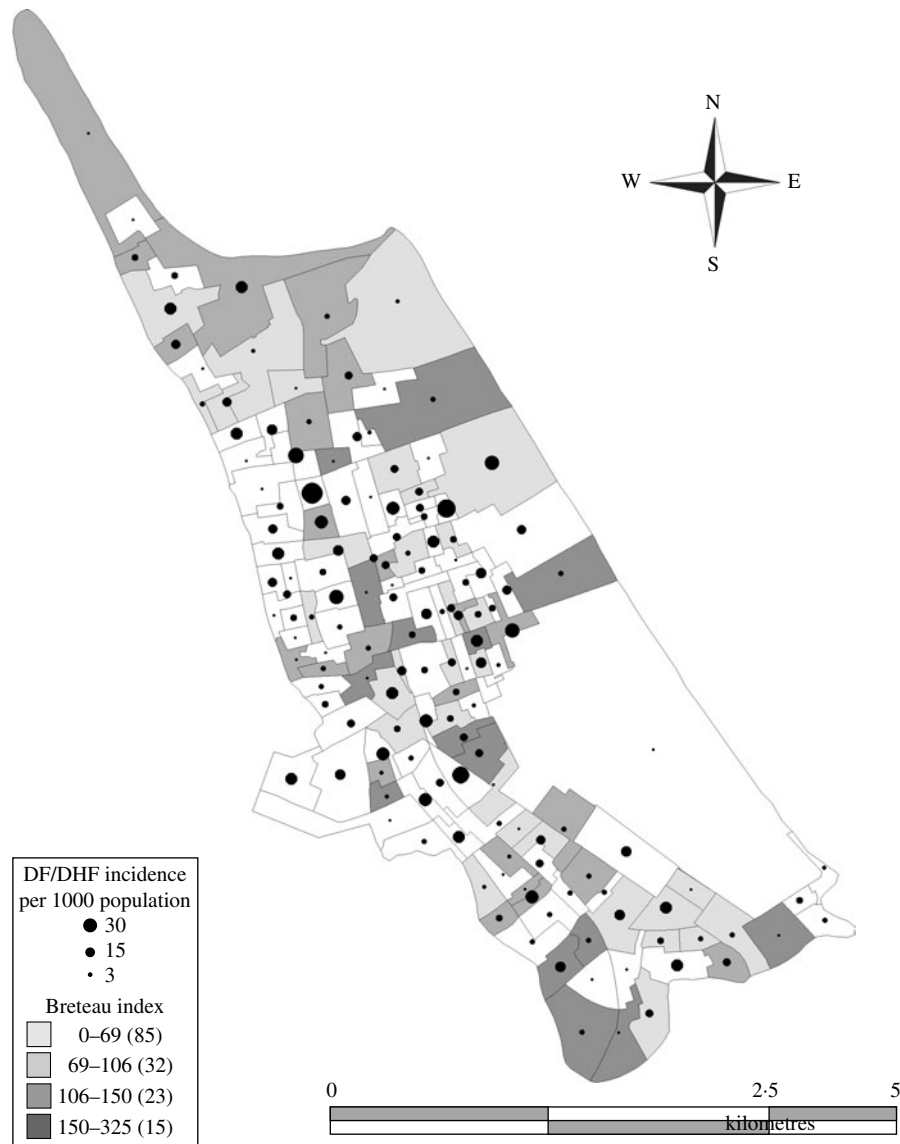 N
W E
S
DF/DHF incidence
per 1000 population
30
15
3
Breteau index
0–69 (85)
69–106 (32)
106–150 (23)
150–325 (15)
0 2·5 5
kilometres